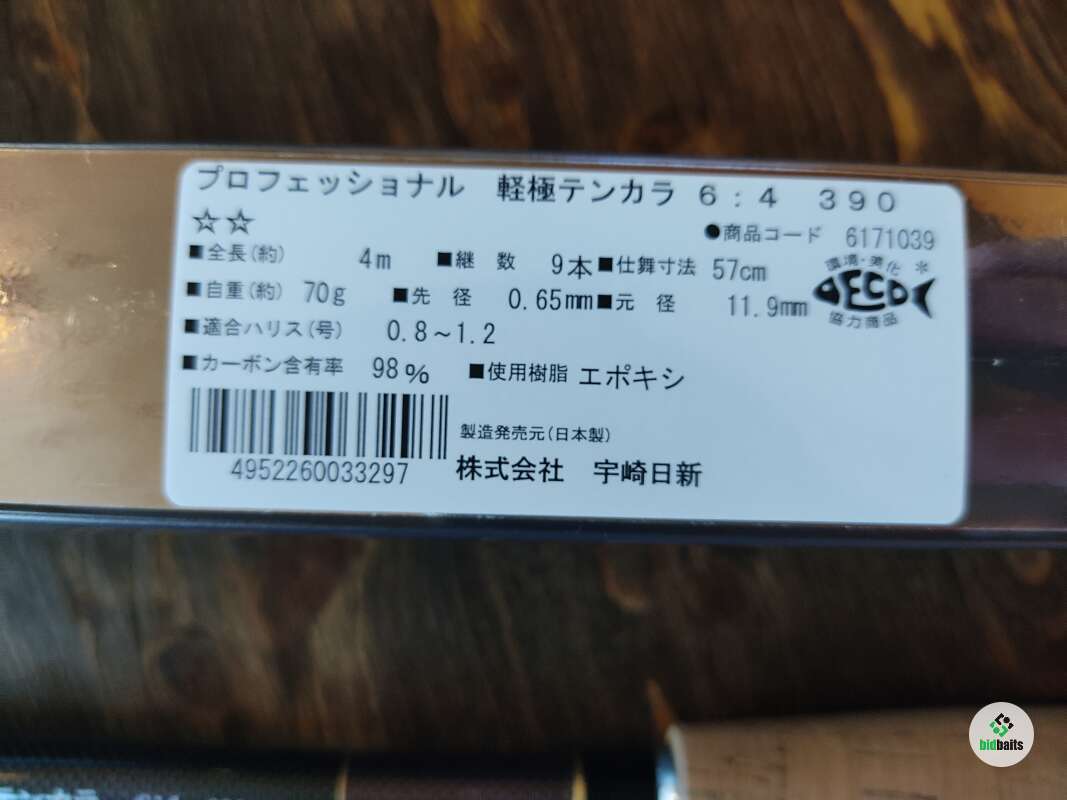 プロフェッショナル 軽極テンカラ 6:4 390
☆☆
●商品コード 6171039
■全長(約) 4m ■継数 9本 ■仕舞寸法 57cm
■自重(約) 70g ■先径 0.65mm ■元径 11.9mm
■適合ハリス(号) 0.8~1.2
■カーボン含有率 98% ■使用樹脂 エポキシ
環境・美化
ECO
協力商品
4952260033297
製造発売元(日本製)
株式会社 宇崎日新
bidbaits